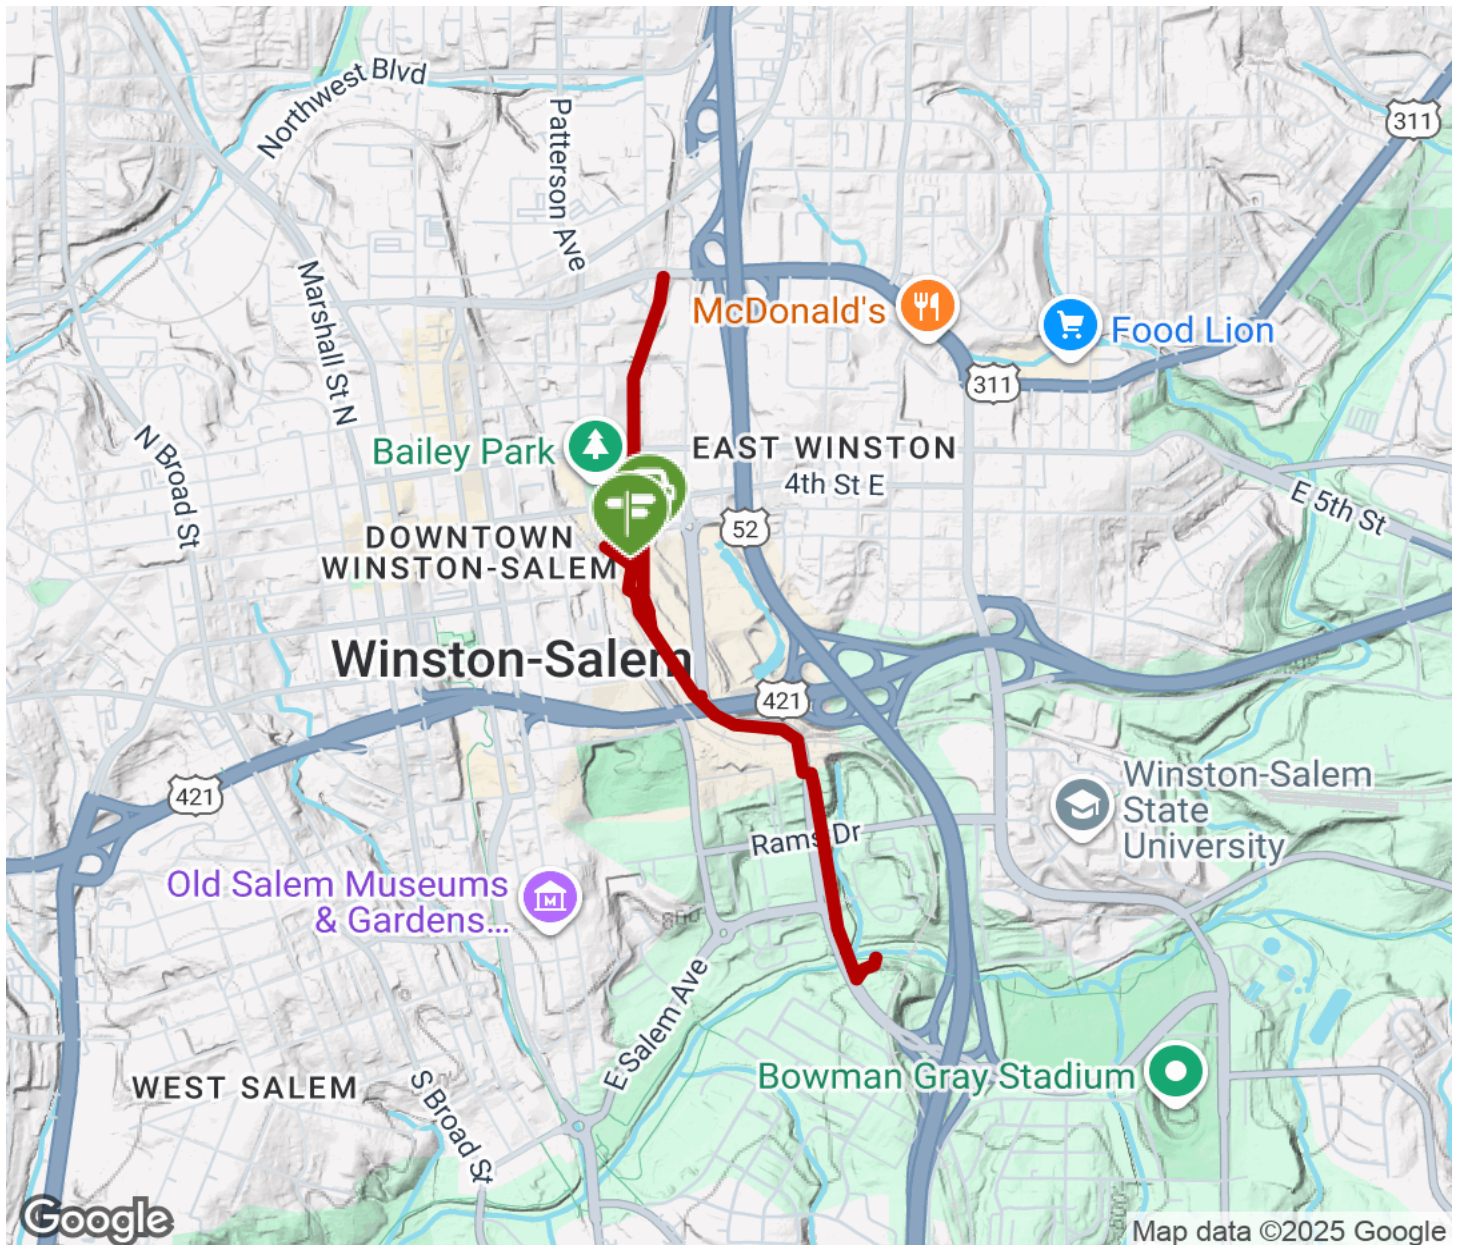 Northwest Blvd
Patterson Ave
311
Marshall St N
McDonald's
Food Lion
311
N Broad St
Bailey Park
EAST WINSTON
4th St E
E 5th St
52
DOWNTOWN
WINSTON-SALEM
Winston-Salem
421
421
Winston-Salem
State
University
Rams Dr
Old Salem Museums
& Gardens...
M
E Salem Ave
Bowman Gray Stadium
WEST SALEM
S Broad St
Google
Map data ©2025 Google